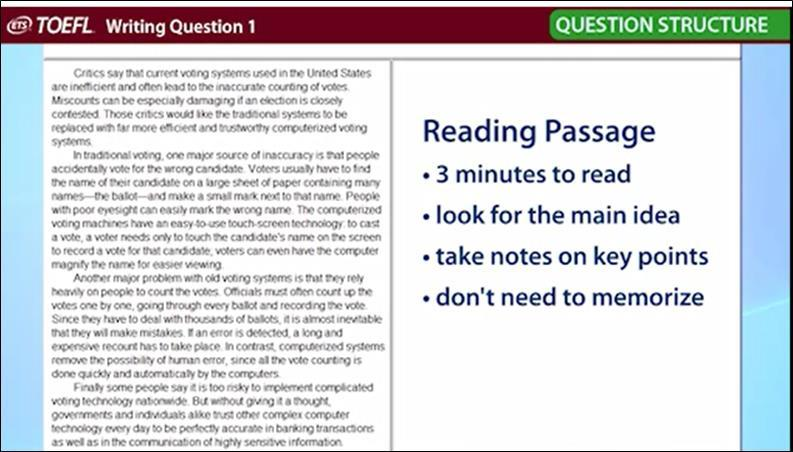 ETS TOEFL Writing Question 1
QUESTION STRUCTURE
Critics say that current voting systems used in the United States
are inefficient and often lead to the inaccurate counting of votes.
Miscounts can be especially damaging if an election is closely
contested. Those critics would like the traditional systems to be
replaced with far more efficient and trustworthy computerized voting
systems.
In traditional voting, one major source of inaccuracy is that people
accidentally vote for the wrong candidate. Voters usually have to find
the name of their candidate on a large sheet of paper containing many
names—the ballot—and make a small mark next to that name. People
with poor eyesight can easily mark the wrong name. The computerized
voting machines have an easy-to-use touch-screen technology: to cast
a vote, a voter needs only to touch the candidate's name on the screen
to record a vote for that candidate; voters can even have the computer
magnify the name for easier viewing.
Another major problem with old voting systems is that they rely
heavily on people to count the votes. Officials must often count up the
votes one by one, going through every ballot and recording the vote.
Since they have to deal with thousands of ballots, it is almost inevitable
that they will make mistakes. If an error is detected, a long and
expensive recount has to take place. In contrast, computerized systems
remove the possibility of human error, since all the vote counting is
done quickly and automatically by the computers.
Finally some people say it is too risky to implement complicated
voting technology nationwide. But without giving it a thought,
governments and individuals alike trust other complex computer
technology every day to be perfectly accurate in banking transactions
as well as in the communication of highly sensitive information.
Reading Passage
• 3 minutes to read
• look for the main idea
• take notes on key points
• don't need to memorize